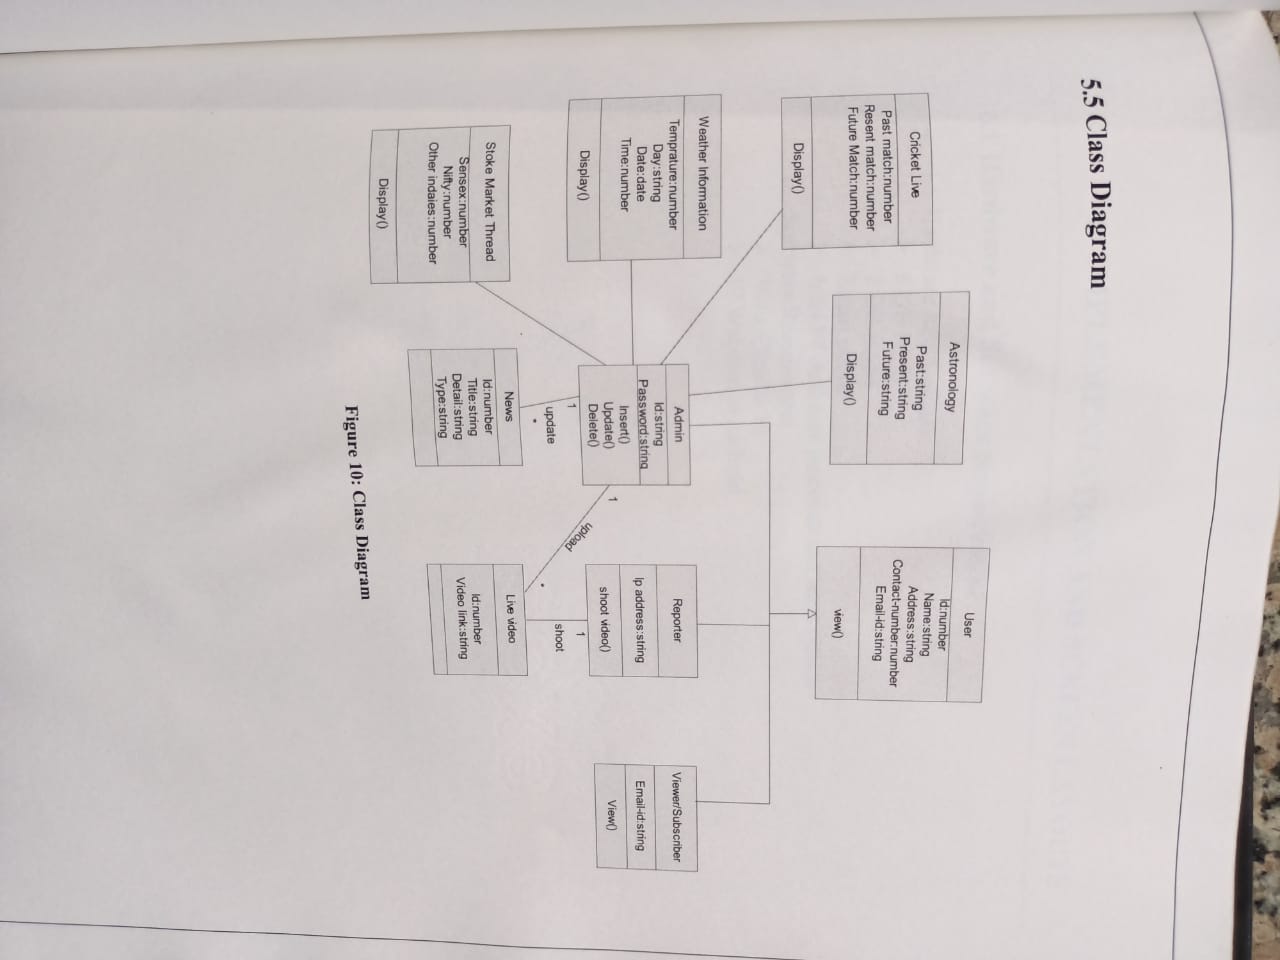 5.5 Class Diagram
User
Id:number
Name:string
Address:string
Contact-number:number
Email-id:string
view()
Astronology
Past:string
Present:string
Future:string
Display()
Cricket Live
Past match:number
Resent match:number
Future Match:number
Display()
Weather Information
Temprature:number
Day:string
Date:date
Time:number
Display()
Admin
Id:string
Password:string
Insert()
Update()
Delete()
Reporter
Ip address:string
shoot video()
Viewer/Subscriber
Email-id:string
View()
1
upload
*
1
update
*
1
shoot
Stoke Market Thread
Sensex:number
Nifty:number
Other indaies:number
Display()
News
Id:number
Title:string
Detail:string
Type:string
Live video
Id:number
Video link:string
Figure 10: Class Diagram